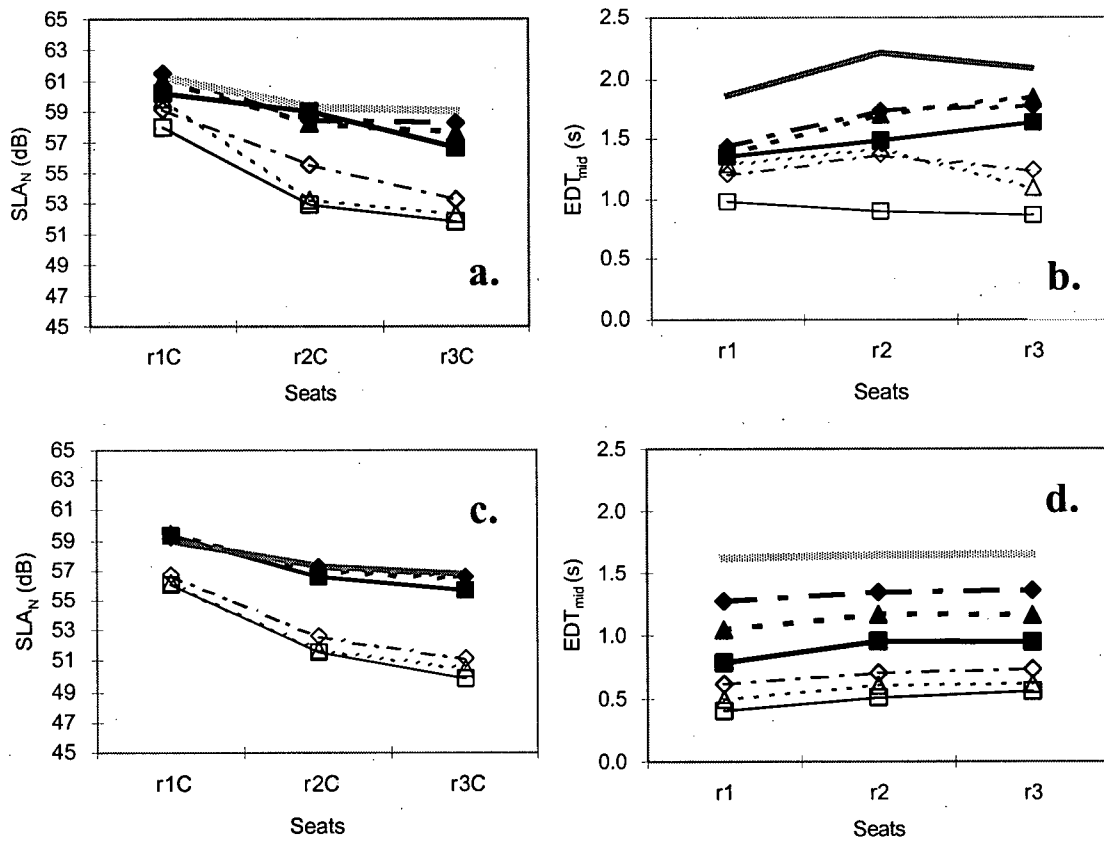 SLA_N (dB)
65
63
61
59
57
55
53
51
49
47
45
a.
r1C r2C r3C
Seats
EDT_mid (s)
2.5
2.0
1.5
1.0
0.5
0.0
b.
r1 r2 r3
Seats
SLA_N (dB)
65
63
61
59
57
55
53
51
49
47
45
c.
r1C r2C r3C
Seats
EDT_mid (s)
2.5
2.0
1.5
1.0
0.5
0.0
d.
r1 r2 r3
Seats